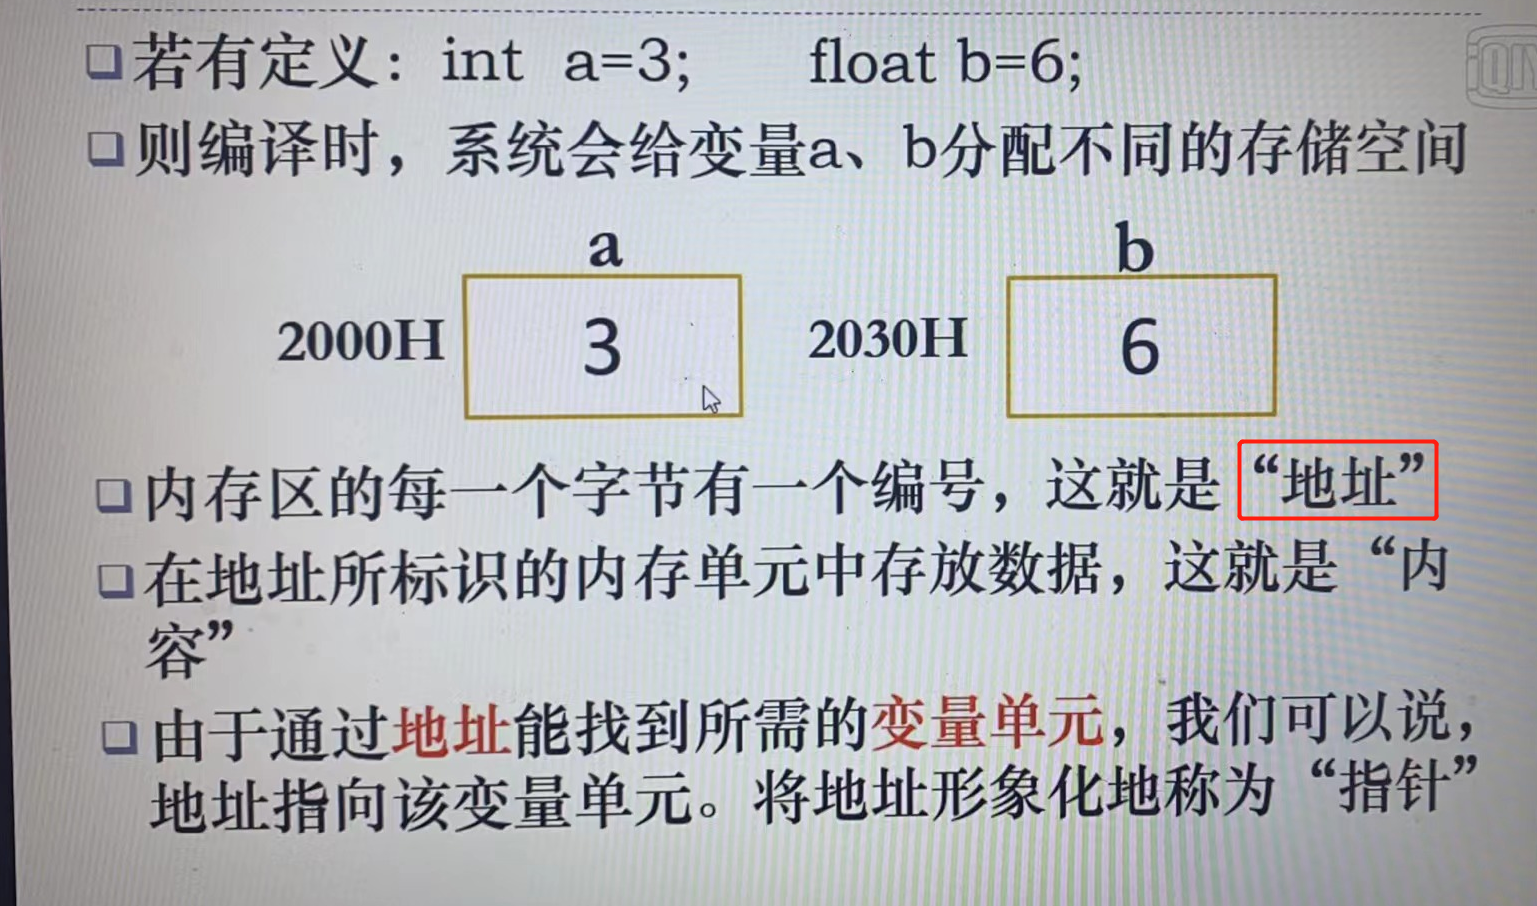 若有定义：int a=3; float b=6;
则编译时，系统会给变量a、b分配不同的存储空间
a b
2000H 3 2030H 6
内存区的每一个字节有一个编号，这就是“地址”
在地址所标识的内存单元中存放数据，这就是“内
容”
由于通过地址能找到所需的变量单元，我们可以说，
地址指向该变量单元。将地址形象化地称为“指针”